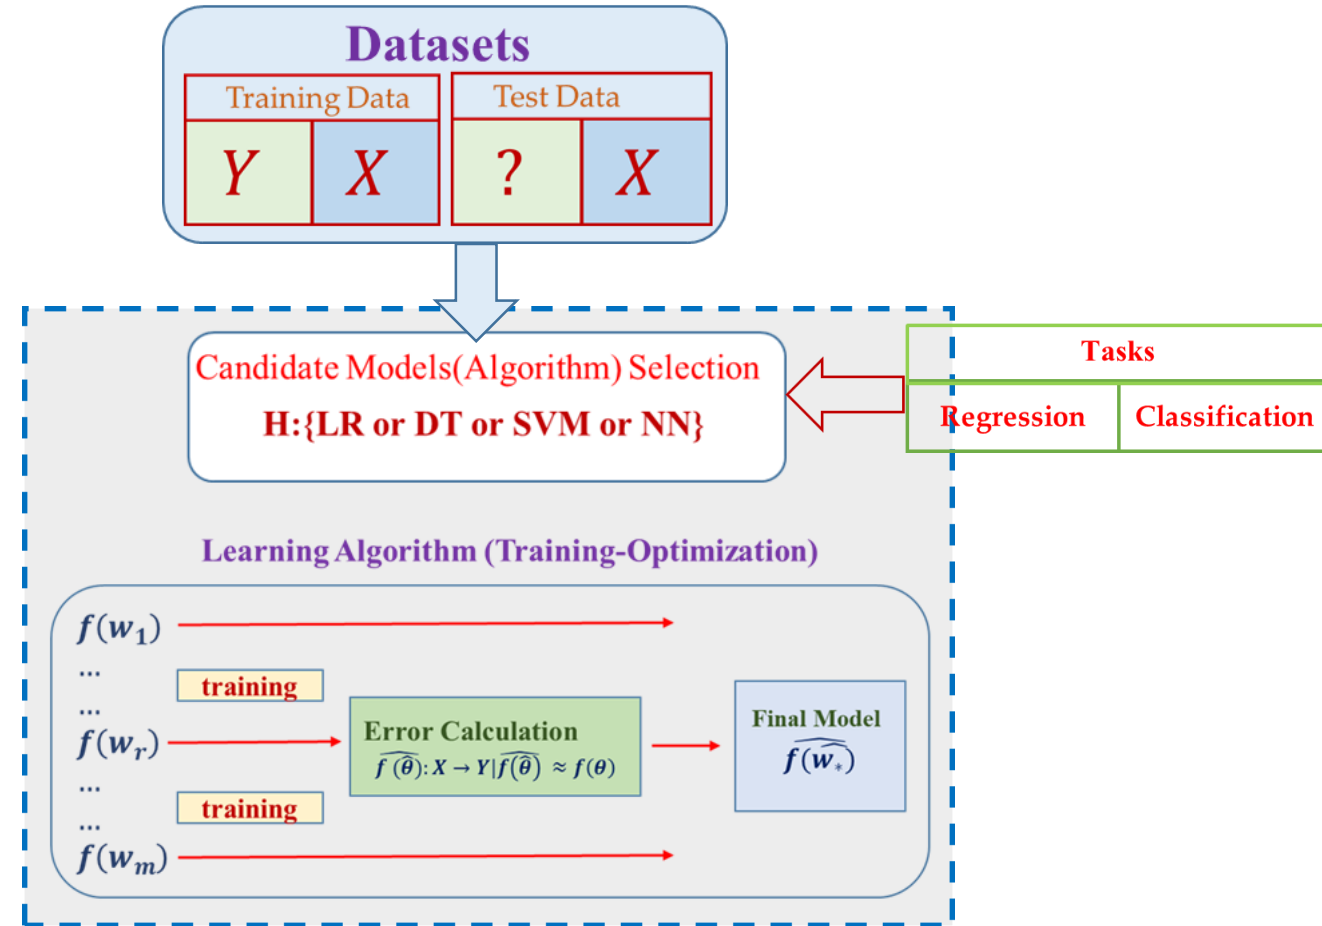 Datasets
Training Data
Test Data
Y
X
?
X
Candidate Models(Algorithm) Selection
H:{LR or DT or SVM or NN}
Tasks
Regression
Classification
Learning Algorithm (Training-Optimization)
f(w₁)
...
training
...
f(wᵣ)
Error Calculation
f̂(θ̂): X → Y|f̂(θ̂) ≈ f(θ)
Final Model
f̂(ŵ⁎)
...
training
...
f(wₘ)